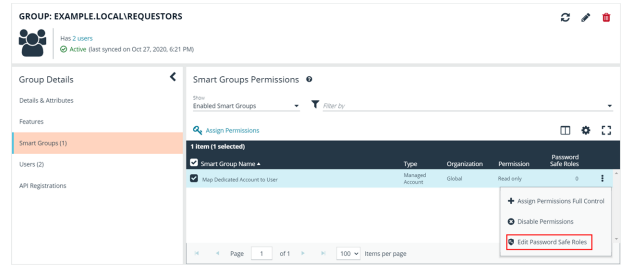 GROUP: EXAMPLE.LOCAL\REQUESTORS
Has 2 users
Active (last synced on Oct 27, 2020, 6:21 PM)
Group Details
Details & Attributes
Features
Smart Groups (1)
Users (2)
API Registrations
Smart Groups Permissions
Show
Enabled Smart Groups
Filter by
Assign Permissions
1 item (1 selected)
Smart Group Name Type Organization Permission Password Safe Roles
Map Dedicated Account to User Managed Account Global Read only 0
Assign Permissions Full Control
Disable Permissions
Edit Password Safe Roles
Page 1 of 1 100 Items per page